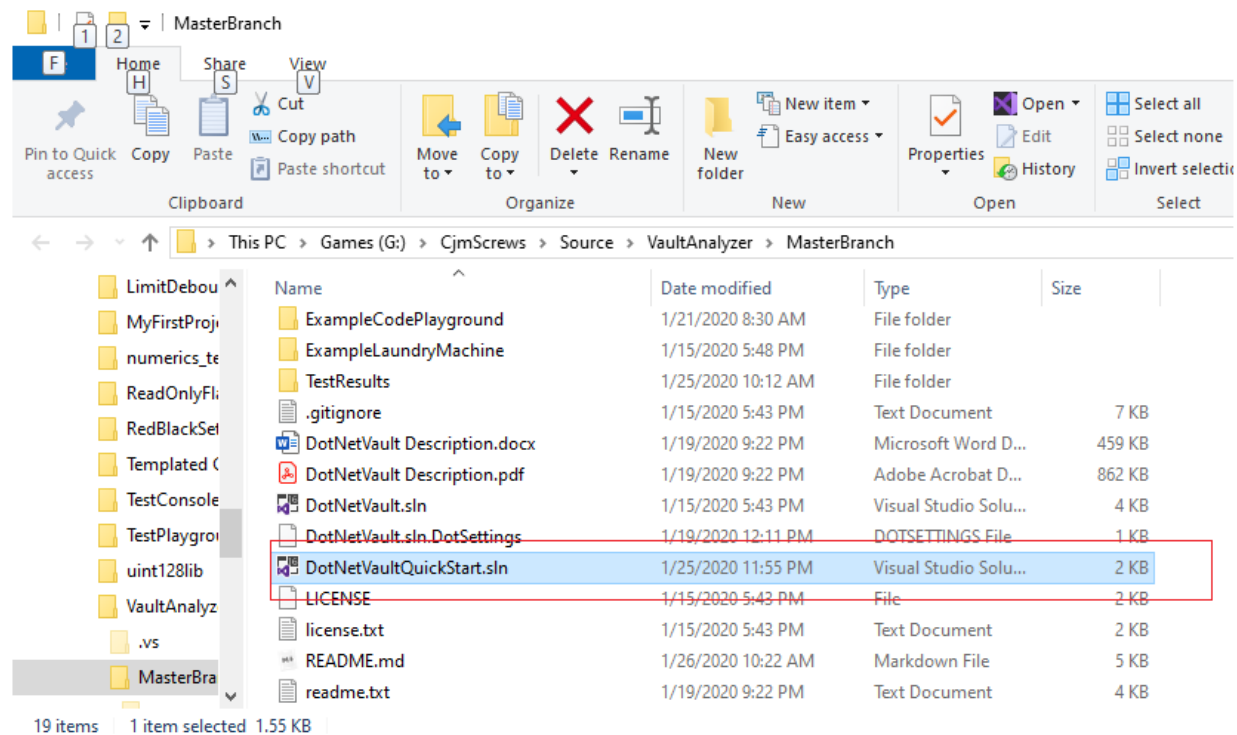 1 2 MasterBranch
F Home Share View
H S V
Pin to Quick access
Copy
Paste
Cut
Copy path
Paste shortcut
Move to
Copy to
Delete
Rename
New folder
New item
Easy access
Properties
Open
Edit
History
Select all
Select none
Invert selectio
Clipboard Organize New Open Select
This PC > Games (G:) > CjmScrews > Source > VaultAnalyzer > MasterBranch
LimitDebou
MyFirstProje
numerics_te
ReadOnlyFla
RedBlackSet
Templated C
TestConsole
TestPlaygrou
uint128lib
VaultAnalyz
.vs
MasterBra
Name Date modified Type Size
ExampleCodePlayground 1/21/2020 8:30 AM File folder
ExampleLaundryMachine 1/15/2020 5:48 PM File folder
TestResults 1/25/2020 10:12 AM File folder
.gitignore 1/15/2020 5:43 PM Text Document 7 KB
DotNetVault Description.docx 1/19/2020 9:22 PM Microsoft Word D... 459 KB
DotNetVault Description.pdf 1/19/2020 9:22 PM Adobe Acrobat D... 862 KB
DotNetVault.sln 1/15/2020 5:43 PM Visual Studio Solu... 4 KB
DotNetVault.sln.DotSettings 1/19/2020 12:11 PM DOTSETTINGS File 1 KB
DotNetVaultQuickStart.sln 1/25/2020 11:55 PM Visual Studio Solu... 2 KB
LICENSE 1/15/2020 5:43 PM File 2 KB
license.txt 1/15/2020 5:43 PM Text Document 2 KB
README.md 1/26/2020 10:22 AM Markdown File 5 KB
readme.txt 1/19/2020 9:22 PM Text Document 4 KB
19 items 1 item selected 1.55 KB